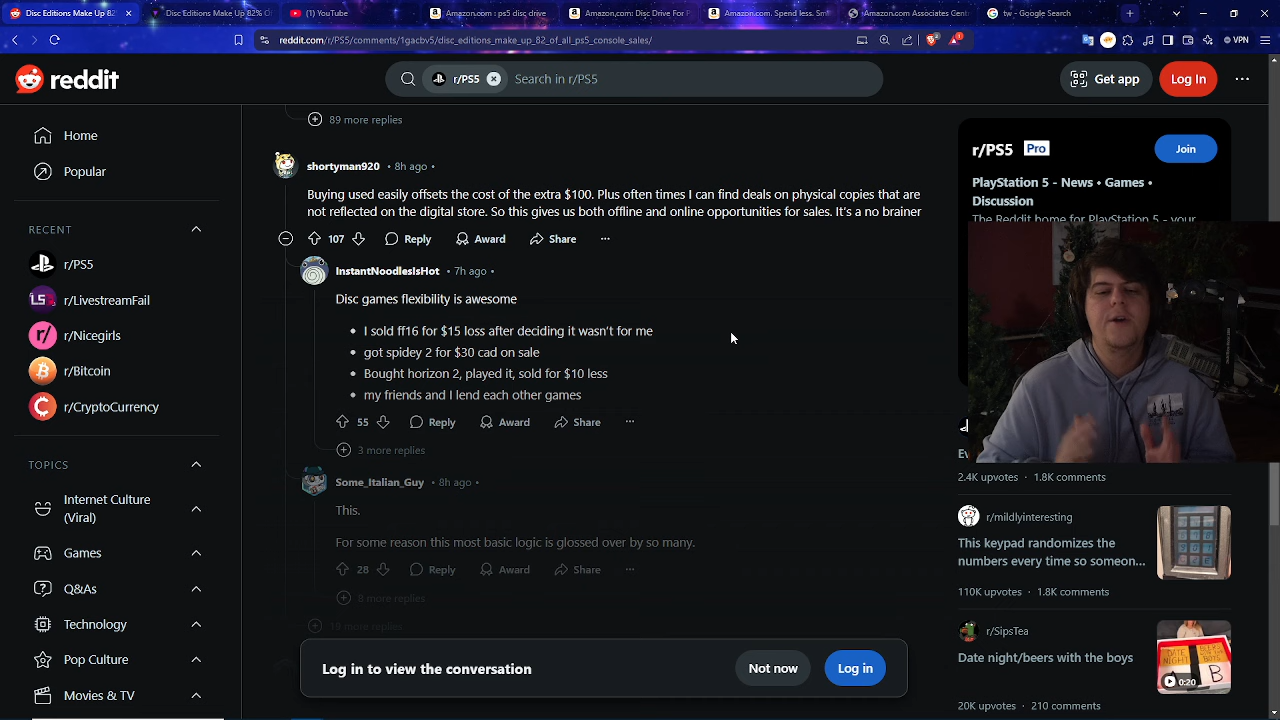 Disc Editions Make Up 82
Disc Editions Make Up 82% O
(1) YouTube
Amazon.com : ps5 disc drive
Amazon.com: Disc Drive For P
Amazon.com. Spend less. Sm
Amazon.com Associates Cent
tw - Google Search
reddit.com/r/PS5/comments/1gacbv5/disc_editions_make_up_82_of_all_ps5_console_sales/
VPN
reddit
r/PS5
Search in r/PS5
Get app
Log In
Home
Popular
RECENT
r/PS5
r/LivestreamFail
r/Nicegirls
r/Bitcoin
r/CryptoCurrency
TOPICS
Internet Culture
(Viral)
Games
Q&As
Technology
Pop Culture
Movies & TV
89 more replies
shortyman920 • 8h ago •
Buying used easily offsets the cost of the extra $100. Plus often times I can find deals on physical copies that are
not reflected on the digital store. So this gives us both offline and online opportunities for sales. It's a no brainer
107 Reply Award Share
InstantNoodlesIsHot • 7h ago •
Disc games flexibility is awesome
• I sold ff16 for $15 loss after deciding it wasn't for me
• got spidey 2 for $30 cad on sale
• Bought horizon 2, played it, sold for $10 less
• my friends and I lend each other games
55 Reply Award Share
3 more replies
Some_Italian_Guy • 8h ago •
This.
For some reason this most basic logic is glossed over by so many.
28 Reply Award Share
8 more replies
19 more replies
Log in to view the conversation
Not now
Log in
r/PS5 Pro
Join
PlayStation 5 - News • Games •
Discussion
The Reddit home for PlayStation 5 - your
2.4K upvotes • 1.8K comments
r/mildlyinteresting
This keypad randomizes the
numbers every time so someon...
110K upvotes • 1.8K comments
r/SipsTea
Date night/beers with the boys
0:20
20K upvotes • 210 comments